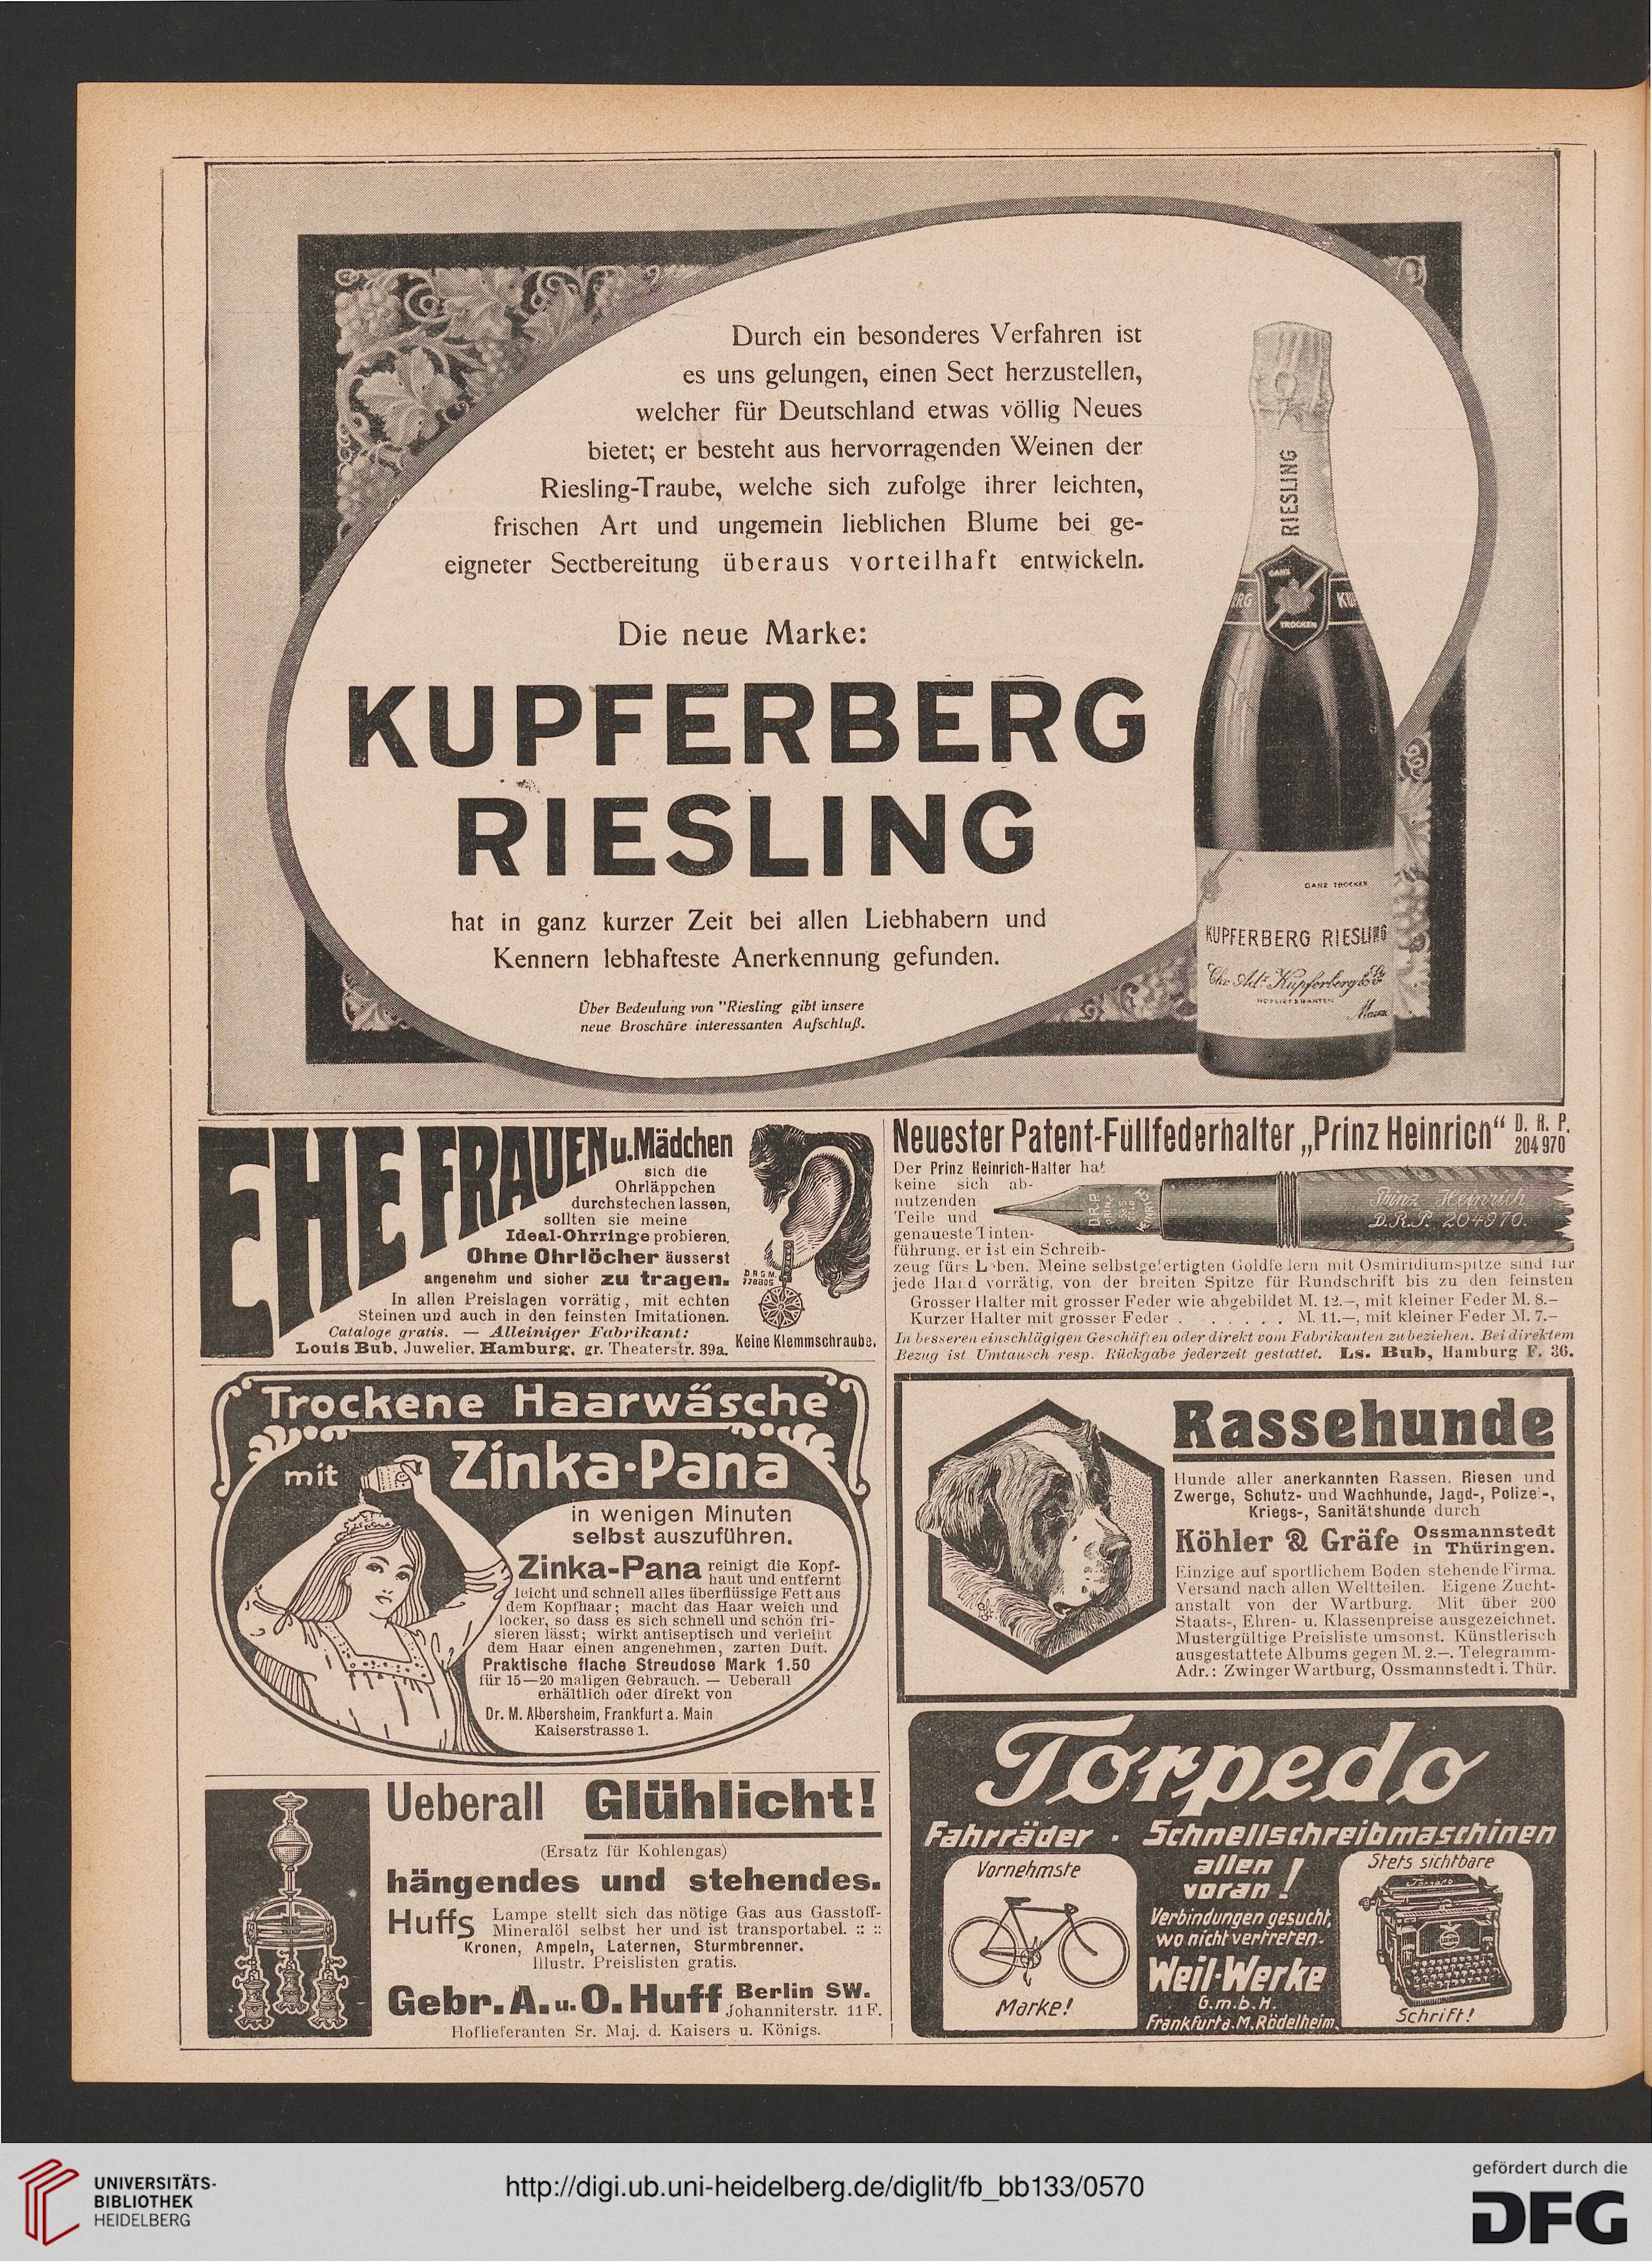 Durch ein besonderes Verfahren ist
es uns gelungen, einen Sect herzustellen,
welcher für Deutschland etwas völlig Neues
bietet; er besteht aus hervorragenden Weinen der
Riesling-Traube, welche sich zufolge ihrer leichten,
frischen Art und ungemein lieblichen Blume bei ge-
eigneter Sectbereitung überaus vorteilhaft entwickeln.
Die neue Marke:
KUPFERBERG
RIESLING
hat in ganz kurzer Zeit bei allen Liebhabern und
Kennern lebhafteste Anerkennung gefunden.
Über Bedeutung von "Riesling" gibt unsere
neue Broschüre interessanten Aufschluß.
RIESLING
GANZ
RG KU
TROCKEN
GANZ TROCKEN
KUPFERBERG RIESLING
Chr. Adt. Kupferberg & Co
HOFLIEFERANTEN
Mainz
EHE FRAUEN u. Mädchen
sich die
Ohrläppchen
durchstechen lassen,
sollten sie meine
Ideal-Ohrringe probieren.
Ohne Ohrlöcher äusserst
angenehm und sicher zu tragen.
In allen Preislagen vorrätig, mit echten
Steinen und auch in den feinsten Imitationen.
Cataloge gratis. — Alleiniger Fabrikant:
Louis Bub, Juwelier, Hamburg, gr. Theaterstr. 39a.
D.R.G.M.
Keine Klemmschraube.
Neuester Patent-Füllfederhalter „Prinz Heinrich“ D. R. P. 204 970
Der Prinz Heinrich-Halter hat
keine sich ab-
nutzenden
Teile und
genaueste Tinten-
führung, er ist ein Schreib-
zeug fürs Leben. Meine selbstgefertigten Goldfedern mit Osmiridiumspitze sind für
jede Hand vorrätig, von der breiten Spitze für Rundschrift bis zu den feinsten
Grosser Halter mit grosser Feder wie abgebildet M. 12.—, mit kleiner Feder M. 8.—
Kurzer Halter mit grosser Feder . . . . . . M. 11.—, mit kleiner Feder M. 7.—
In besseren einschlägigen Geschäften oder direkt vom Fabrikanten zu beziehen. Bei direktem
Bezug ist Umtausch resp. Rückgabe jederzeit gestattet. Ls. Bub, Hamburg F. 36.
D.R.P.
PRINZ
HENRY
Prinz Heinrich
D.R.P. 204970.
Trockene Haarwäsche
mit Zinka-Pana
in wenigen Minuten
selbst auszuführen.
Zinka-Pana reinigt die Kopf-
haut und entfernt
leicht und schnell alles überflüssige Fett aus
dem Kopfhaar; macht das Haar weich und
locker, so dass es sich schnell und schön fri-
sieren lässt; wirkt antiseptisch und verleiht
dem Haar einen angenehmen, zarten Duft.
Praktische flache Streudose Mark 1.50
für 15—20 maligen Gebrauch. — Ueberall
erhältlich oder direkt von
Dr. M. Albersheim, Frankfurt a. Main
Kaiserstrasse 1.
Rassehunde
Hunde aller anerkannten Rassen. Riesen und
Zwerge, Schutz- und Wachhunde, Jagd-, Polizei-,
Kriegs-, Sanitätshunde durch
Köhler & Gräfe Ossmannstedt
in Thüringen.
Einzige auf sportlichem Boden stehende Firma.
Versand nach allen Weltteilen. Eigene Zucht-
anstalt von der Wartburg. Mit über 200
Staats-, Ehren- u. Klassenpreise ausgezeichnet.
Mustergültige Preisliste umsonst. Künstlerisch
ausgestattete Albums gegen M. 2.—. Telegramm-
Adr.: Zwinger Wartburg, Ossmannstedt i. Thür.
Ueberall Glühlicht!
(Ersatz für Kohlengas)
hängendes und stehendes.
Huffs Lampe stellt sich das nötige Gas aus Gasstoff-
Mineralöl selbst her und ist transportabel. :: ::
Kronen, Ampeln, Laternen, Sturmbrenner.
Illustr. Preislisten gratis.
Gebr. A. u. O. Huff Berlin SW.
Johanniterstr. 11 F.
Hoflieferanten Sr. Maj. d. Kaisers u. Königs.
Torpedo
Fahrräder · Schnellschreibmaschinen
Vornehmste
Marke!
allen
voran!
Verbindungen gesucht,
wo nicht vertreten.
Weil-Werke
G.m.b.H.
Frankfurt a.M. Rödelheim.
Stets sichtbare
Torpedo
Schrift!
UNIVERSITÄTS-
BIBLIOTHEK
HEIDELBERG
http://digi.ub.uni-heidelberg.de/diglit/fb_bb133/0570
gefördert durch die
DFG